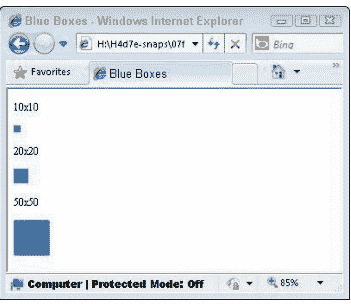 Blue Boxes - Windows Internet Explorer
H:\H4d7e-snaps\07f
Bing
Favorites
Blue Boxes
10x10
20x20
50x50
Computer | Protected Mode: Off
85%